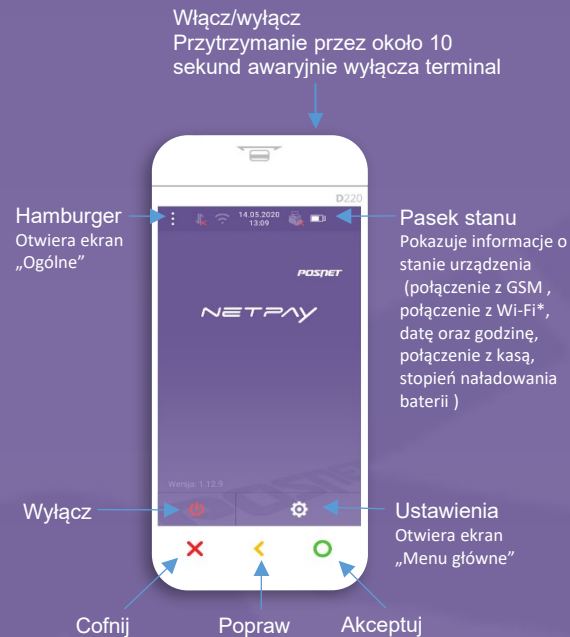 Włącz/wyłącz
Przytrzymanie przez około 10
sekund awaryjnie wyłącza terminal
D220
14.05.2020
13:09
Hamburger
Otwiera ekran
„Ogólne”
Pasek stanu
Pokazuje informacje o
stanie urządzenia
(połączenie z GSM ,
połączenie z Wi-Fi*,
datę oraz godzinę,
połączenie z kasą,
stopień naładowania
baterii )
POSNET
NETPAY
Wersja: 1.12.9
POSNET
Wyłącz
Ustawienia
Otwiera ekran
„Menu główne”
Cofnij
Popraw
Akceptuj